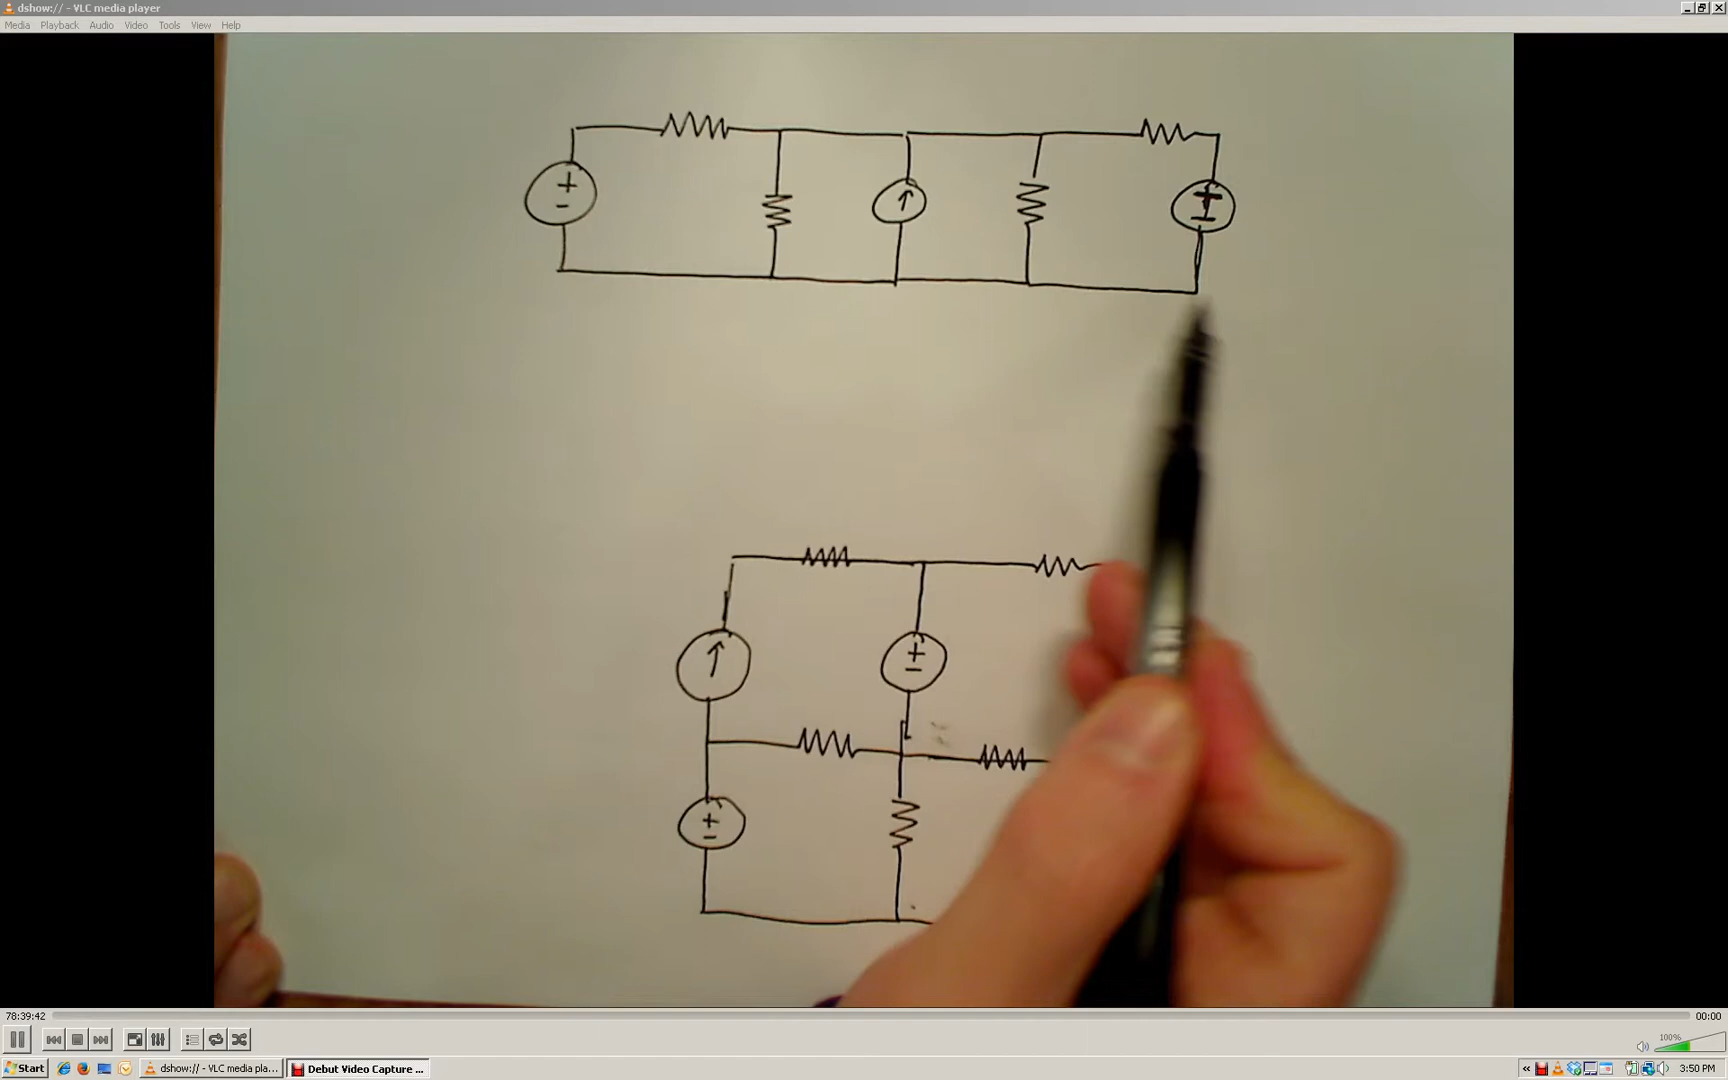 dshow:// - VLC media player
Media Playback Audio Video Tools View Help
+
-
+
-
+
-
+
-
78:39:42
00:00
100%
Start
dshow:// - VLC media pla...
Debut Video Capture ...
«
3:50 PM